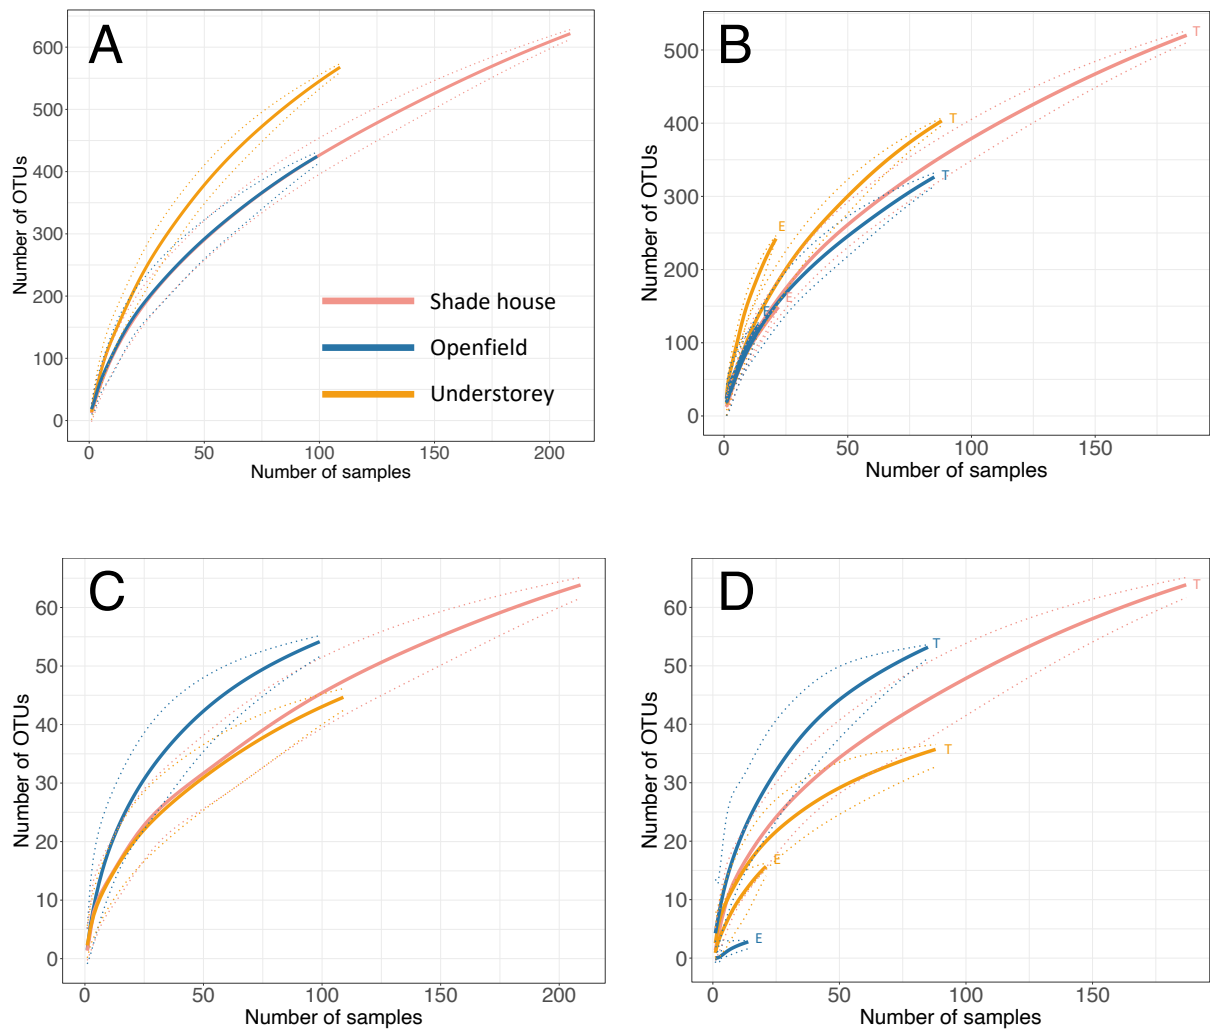 A
Number of OTUs
600
500
400
300
200
100
0
0 50 100 150 200
Number of samples
Shade house
Openfield
Understorey
B
Number of OTUs
500
400
300
200
100
0
0 50 100 150
Number of samples
T
T
T
E
E
E
C
Number of OTUs
60
50
40
30
20
10
0
0 50 100 150 200
Number of samples
D
Number of OTUs
60
50
40
30
20
10
0
0 50 100 150
Number of samples
T
T
T
E
E